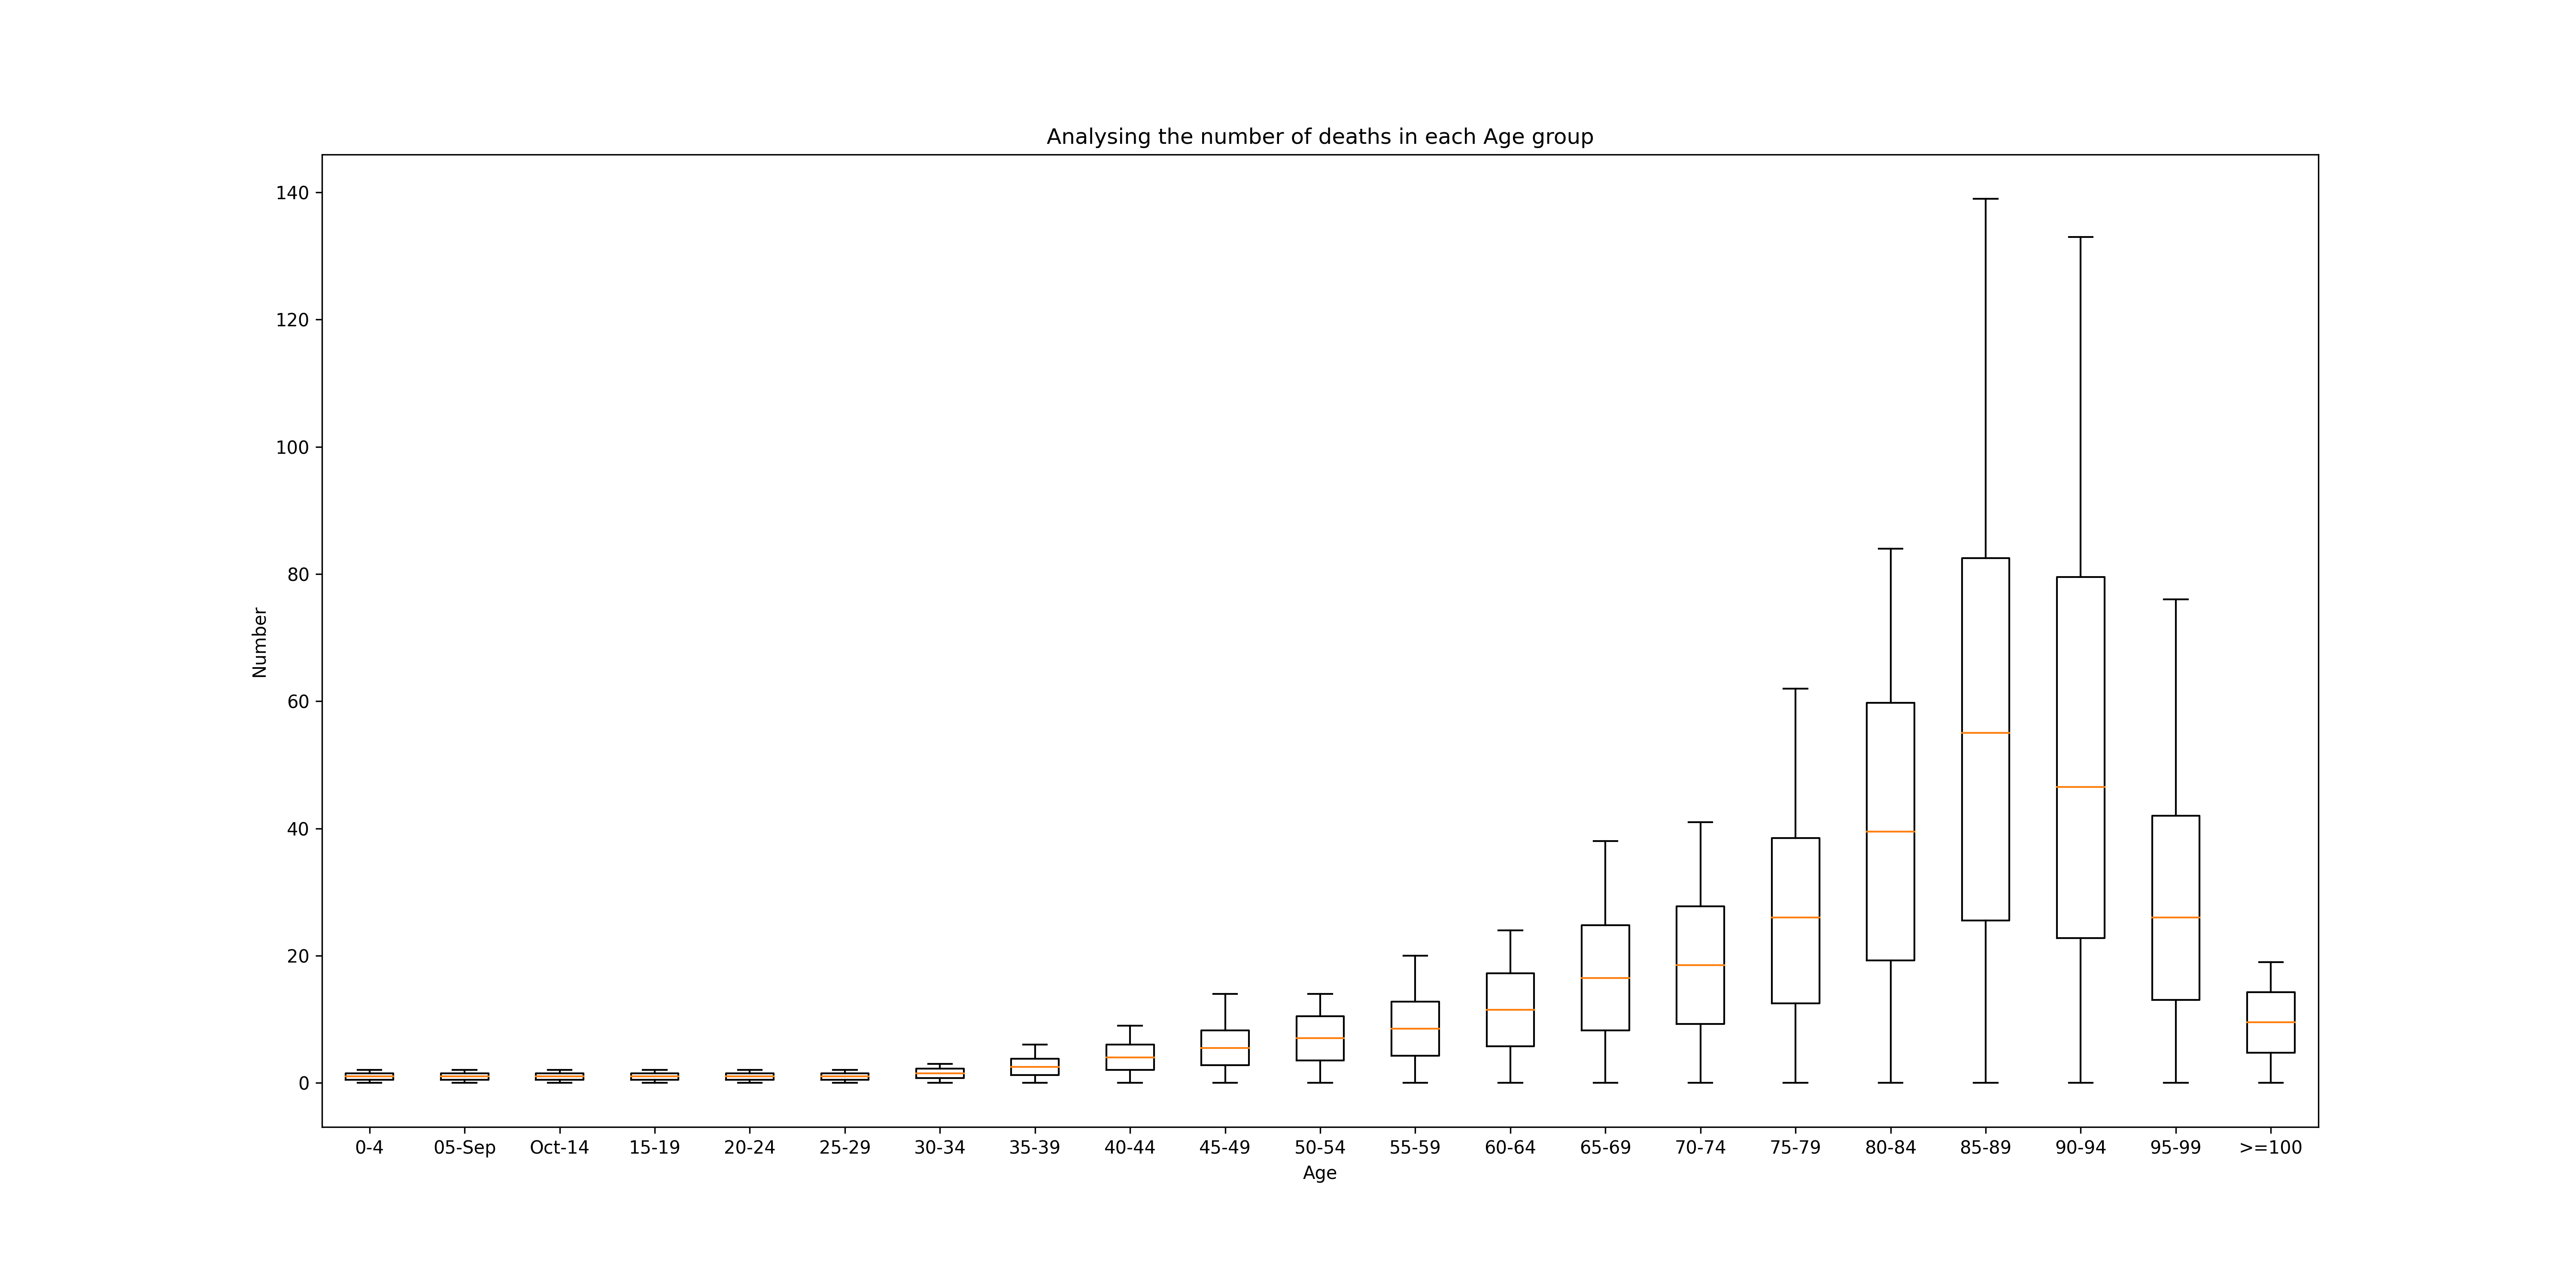 Analysing the number of deaths in each Age group
140
120
100
80
60
40
20
0
Number
0-4 05-Sep Oct-14 15-19 20-24 25-29 30-34 35-39 40-44 45-49 50-54 55-59 60-64 65-69 70-74 75-79 80-84 85-89 90-94 95-99 >=100
Age